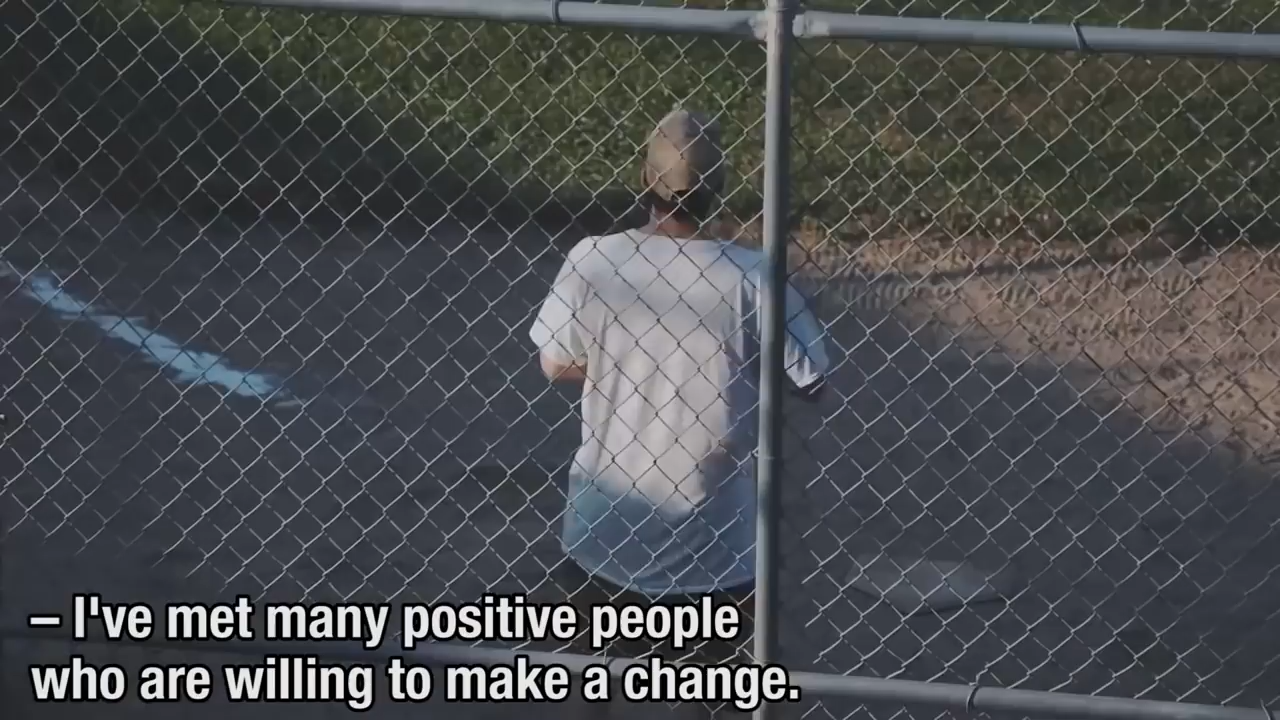 – I've met many positive people
who are willing to make a change.